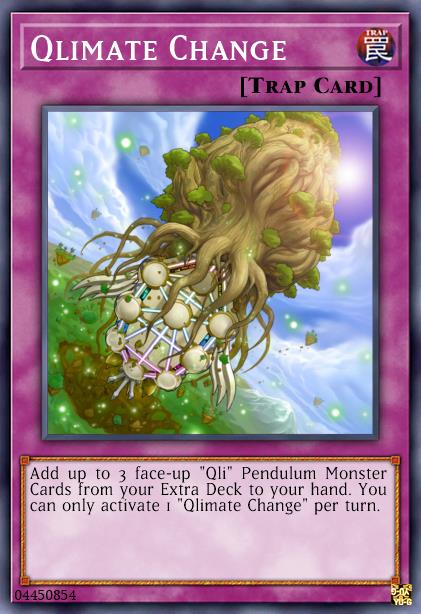 Qlimate Change
TRAP
罠
[Trap Card]
Add up to 3 face-up "Qli" Pendulum Monster
Cards from your Extra Deck to your hand. You
can only activate 1 "Qlimate Change" per turn.
04450854